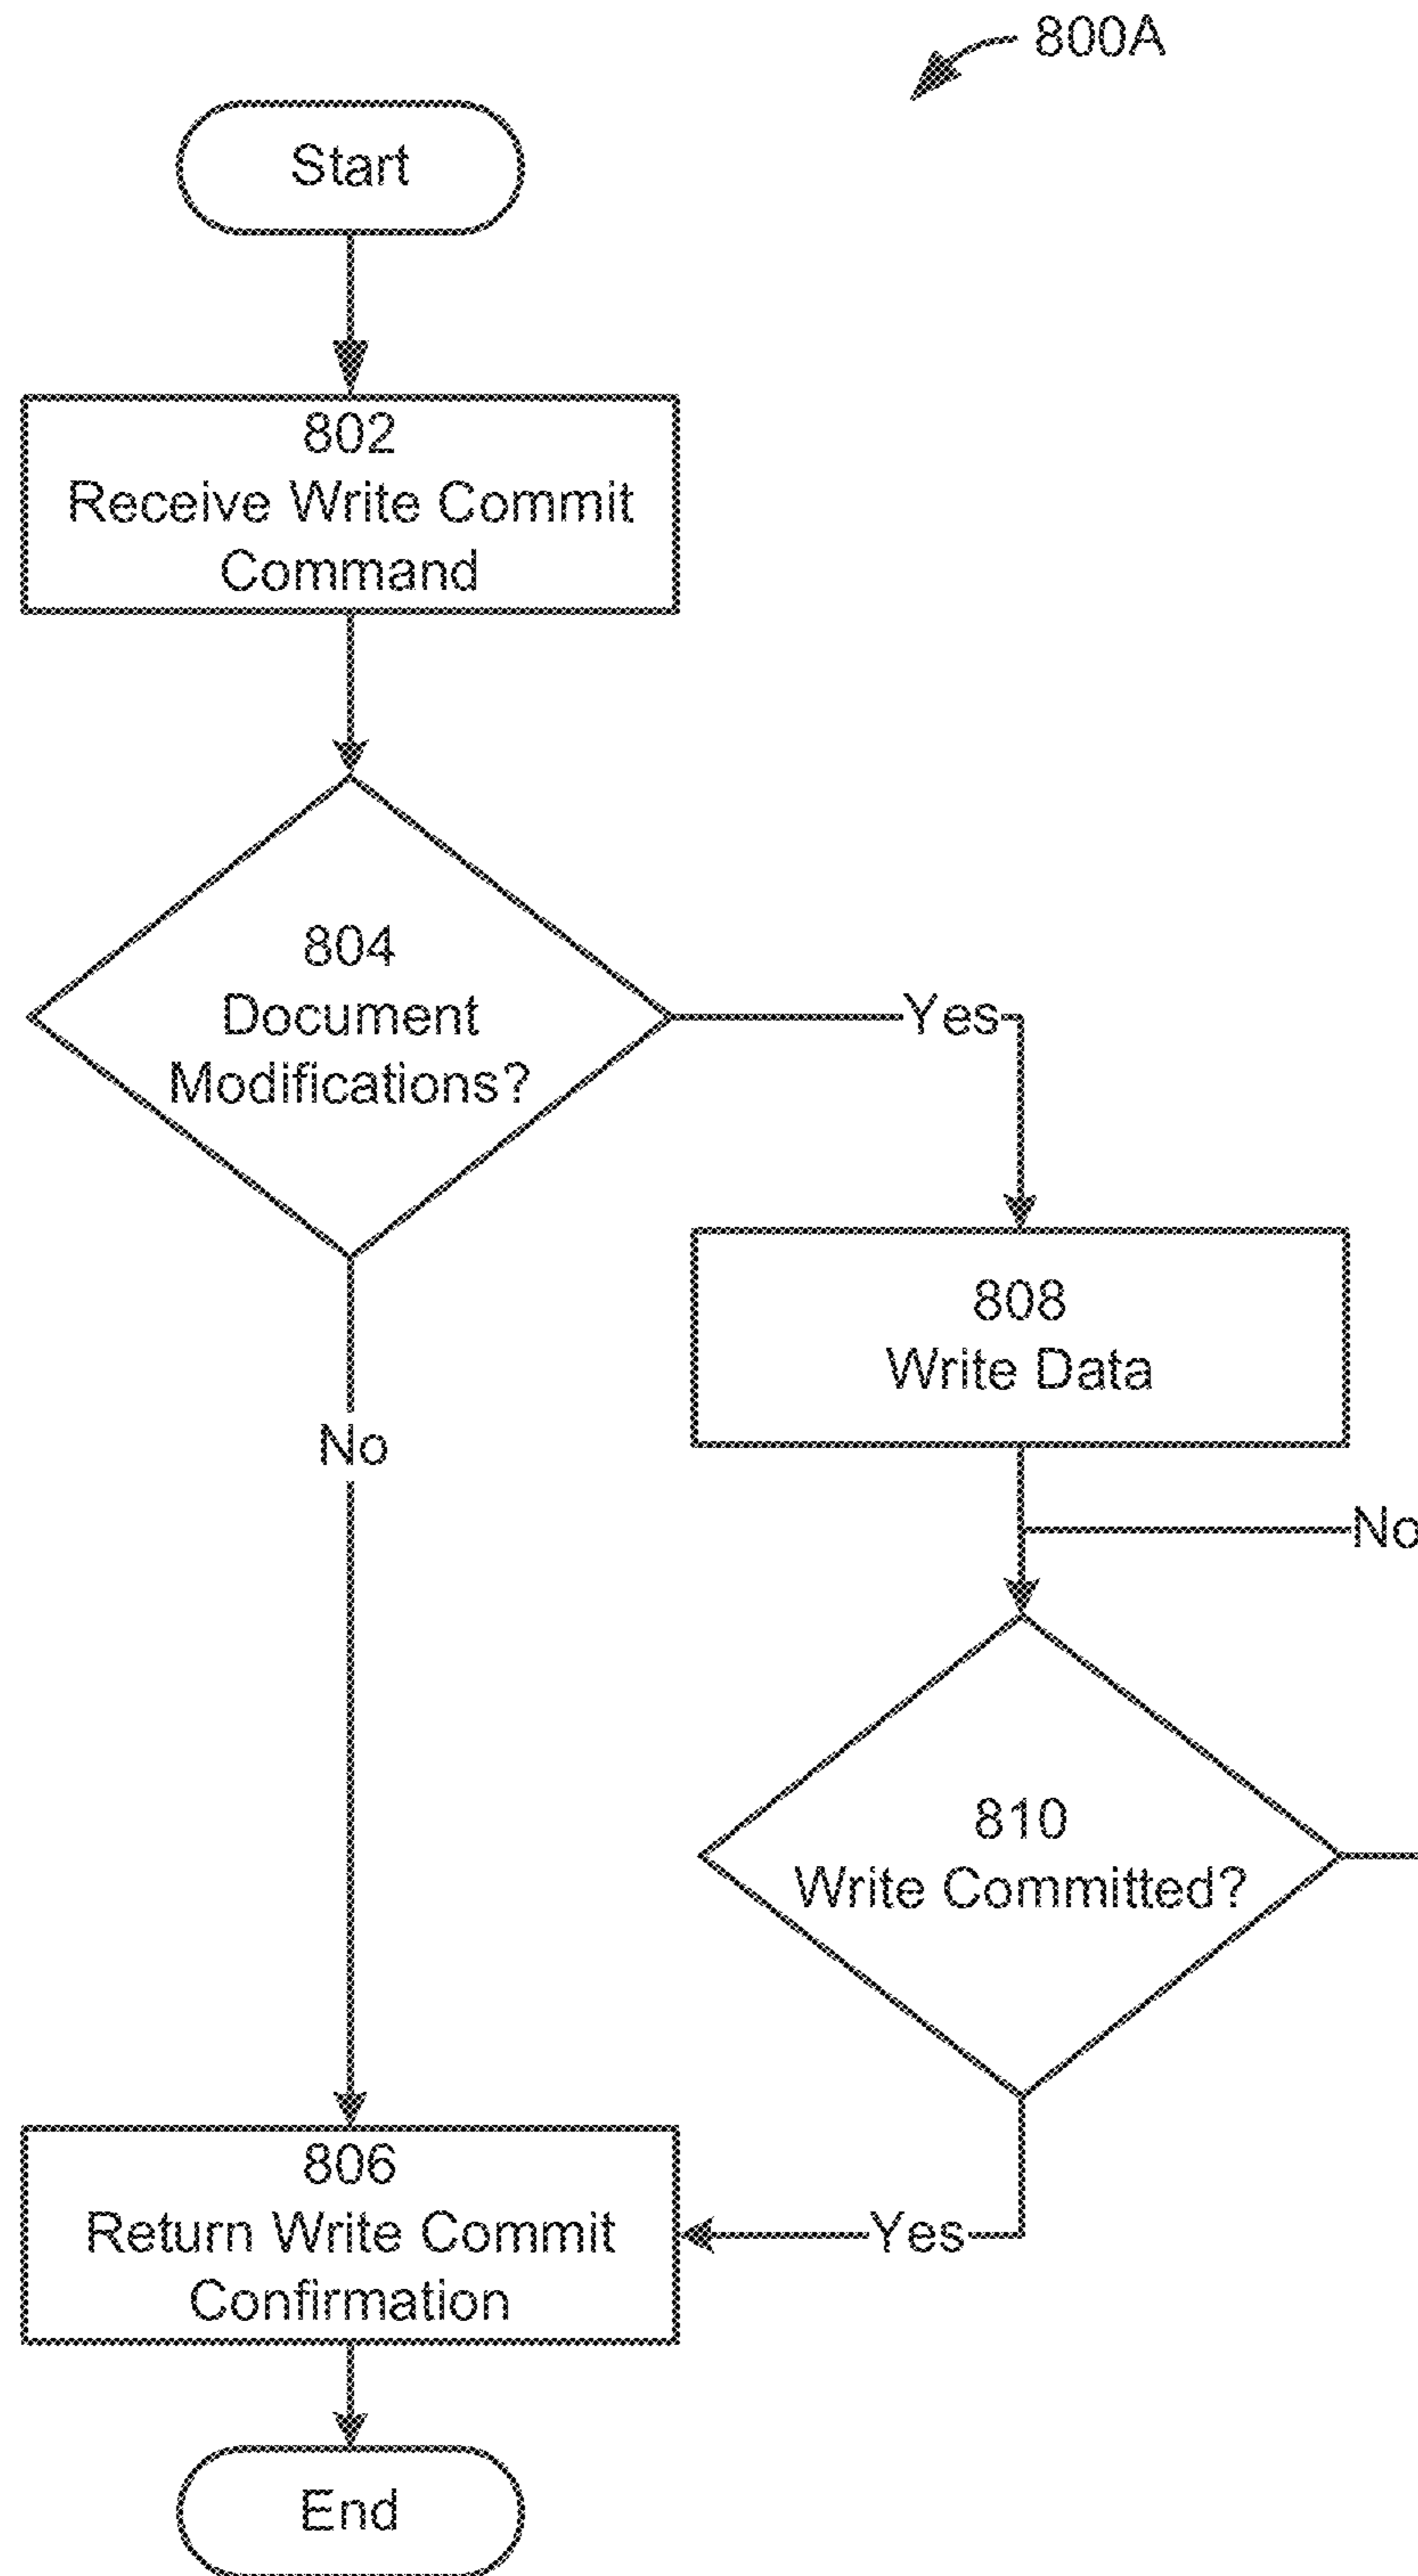 800A
Start
802
Receive Write Commit
Command
804
Document
Modifications?
Yes
808
Write Data
No
No
810
Write Committed?
806
Return Write Commit
Confirmation
Yes
End